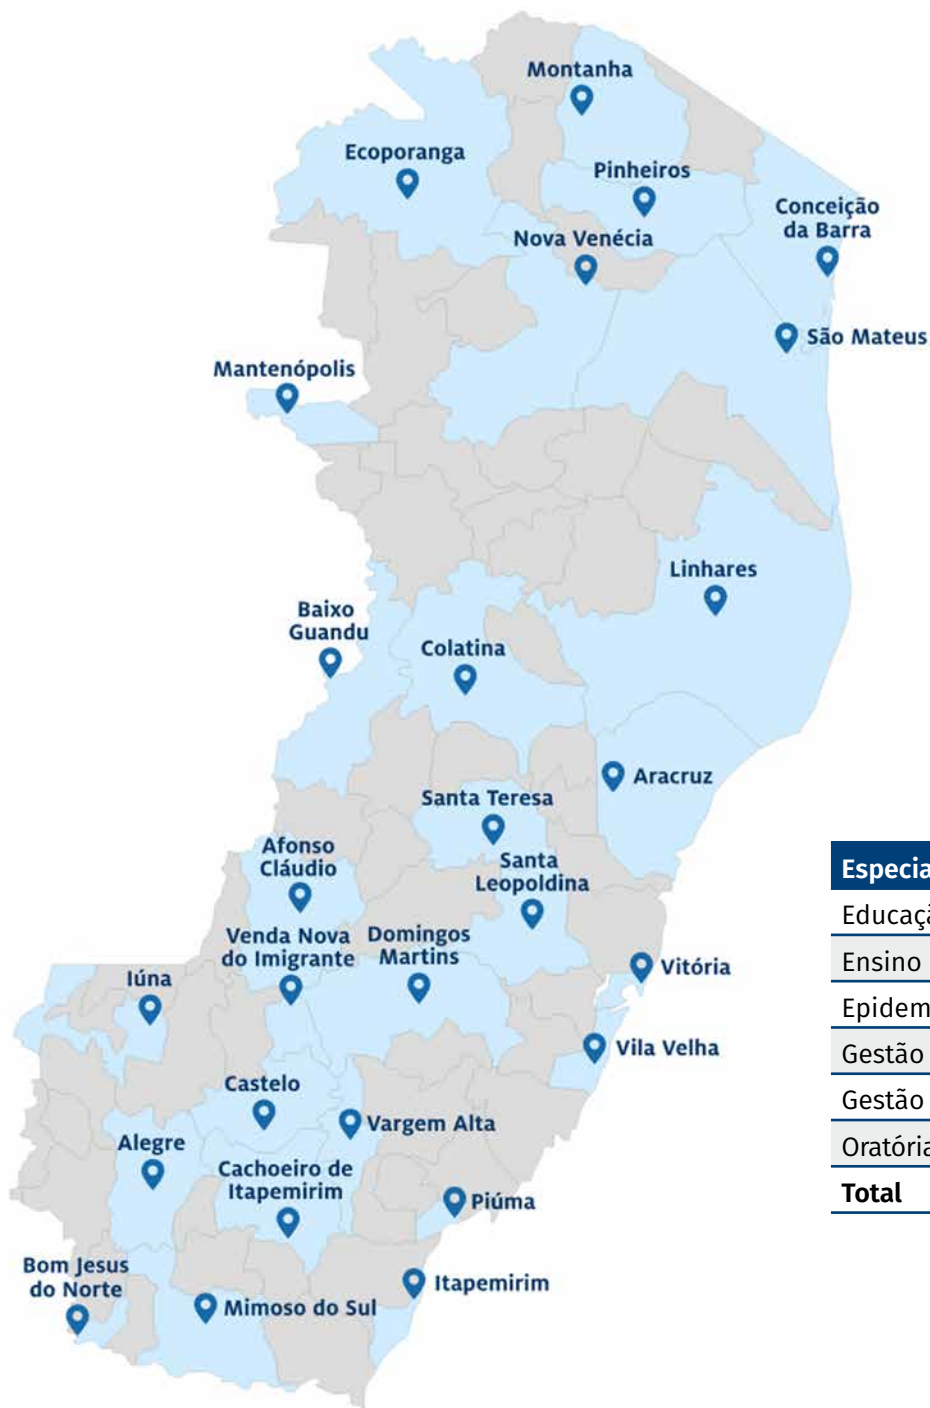 Montanha
Ecoporanga
Pinheiros
Conceição
da Barra
Nova Venécia
São Mateus
Mantenópolis
Linhares
Baixo
Guandu
Colatina
Aracruz
Santa Teresa
Afonso
Cláudio
Santa
Leopoldina
Venda Nova
do Imigrante
Domingos
Martins
Vitória
Iúna
Vila Velha
Castelo
Vargem Alta
Alegre
Cachoeiro de
Itapemirim
Piúma
Bom Jesus
do Norte
Itapemirim
Mimoso do Sul
Especia
Educaçã
Ensino
Epidem
Gestão
Gestão
Oratória
Total